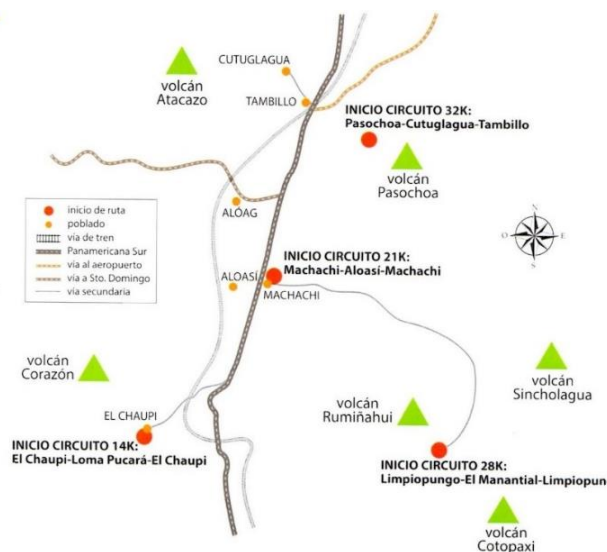 CUTUGLAGUA
volcán
Atacazo
TAMBILLO
INICIO CIRCUITO 32K:
Pasochoa-Cutuglagua-Tambillo
volcán
Pasochoa
inicio de ruta
poblado
vía de tren
Panamericana Sur
vía al aeropuerto
vía a Sto. Domingo
vía secundaria
ALÓAG
N
O
E
S
INICIO CIRCUITO 21K:
Machachi-Aloasí-Machachi
ALOASÍ
MACHACHI
volcán
Corazón
volcán
Sincholagua
volcán
Rumiñahui
EL CHAUPI
INICIO CIRCUITO 14K:
El Chaupi-Loma Pucará-El Chaupi
INICIO CIRCUITO 28K:
Limpiopungo-El Manantial-Limpiopun
volcán
Cotopaxi